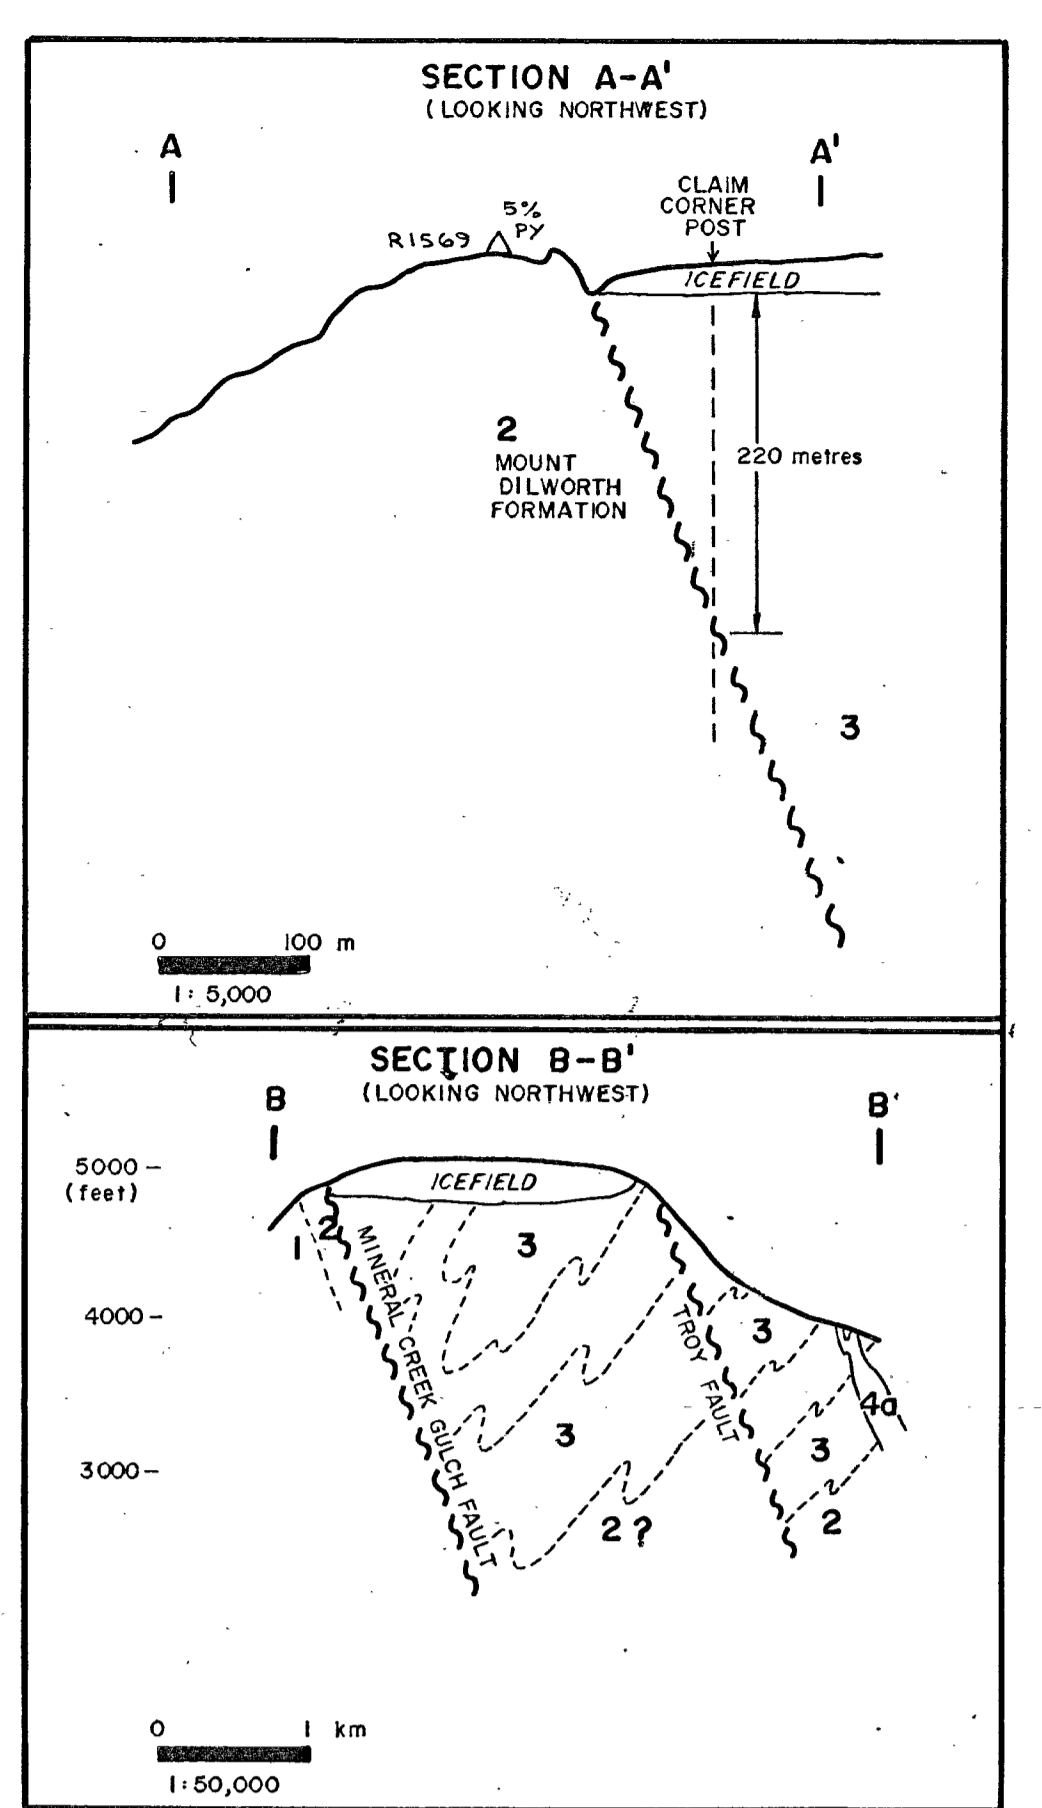 SECTION A-A'
(LOOKING NORTHWEST)
A
A'
CLAIM
CORNER
POST
5%
PY
R1569
ICEFIELD
2
MOUNT
DILWORTH
FORMATION
220 metres
3
0 100 m
1: 5,000
SECTION B-B'
(LOOKING NORTHWEST)
B
B'
5000 –
(feet)
ICEFIELD
2
1
3
MINERAL CREEK GULCH FAULT
4000 –
TROY FAULT
3
4a
3
3
3000 –
2 ?
2
0 1 km
1:50,000